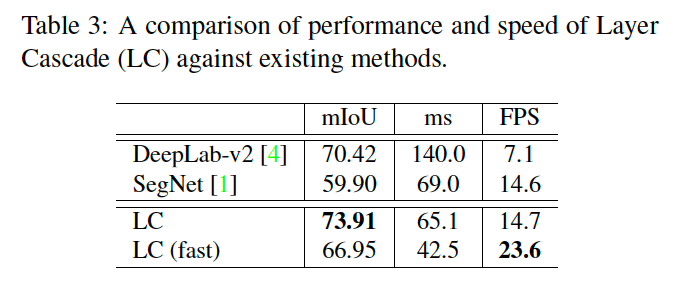 Table 3: A comparison of performance and speed of Layer
Cascade (LC) against existing methods.
mIoU ms FPS
DeepLab-v2 [4] 70.42 140.0 7.1
SegNet [1] 59.90 69.0 14.6
LC 73.91 65.1 14.7
LC (fast) 66.95 42.5 23.6